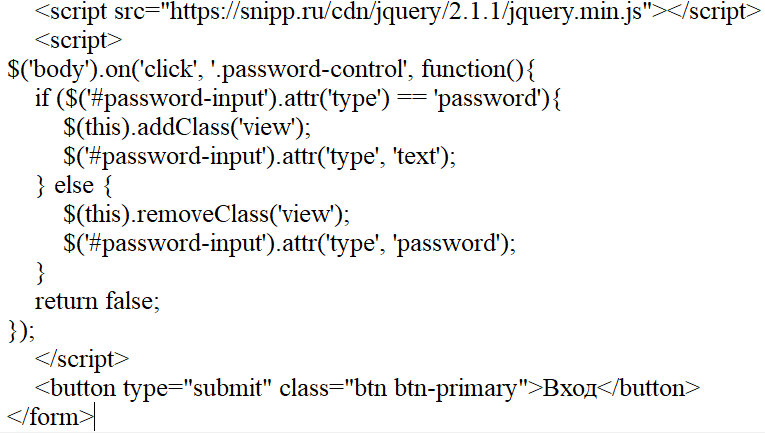 <script src="https://snipp.ru/cdn/jquery/2.1.1/jquery.min.js"></script>
<script>
$('body').on('click', '.password-control', function(){
if ($('#password-input').attr('type') == 'password'){
$(this).addClass('view');
$('#password-input').attr('type', 'text');
} else {
$(this).removeClass('view');
$('#password-input').attr('type', 'password');
}
return false;
});
</script>
<button type="submit" class="btn btn-primary">Вход</button>
</form>